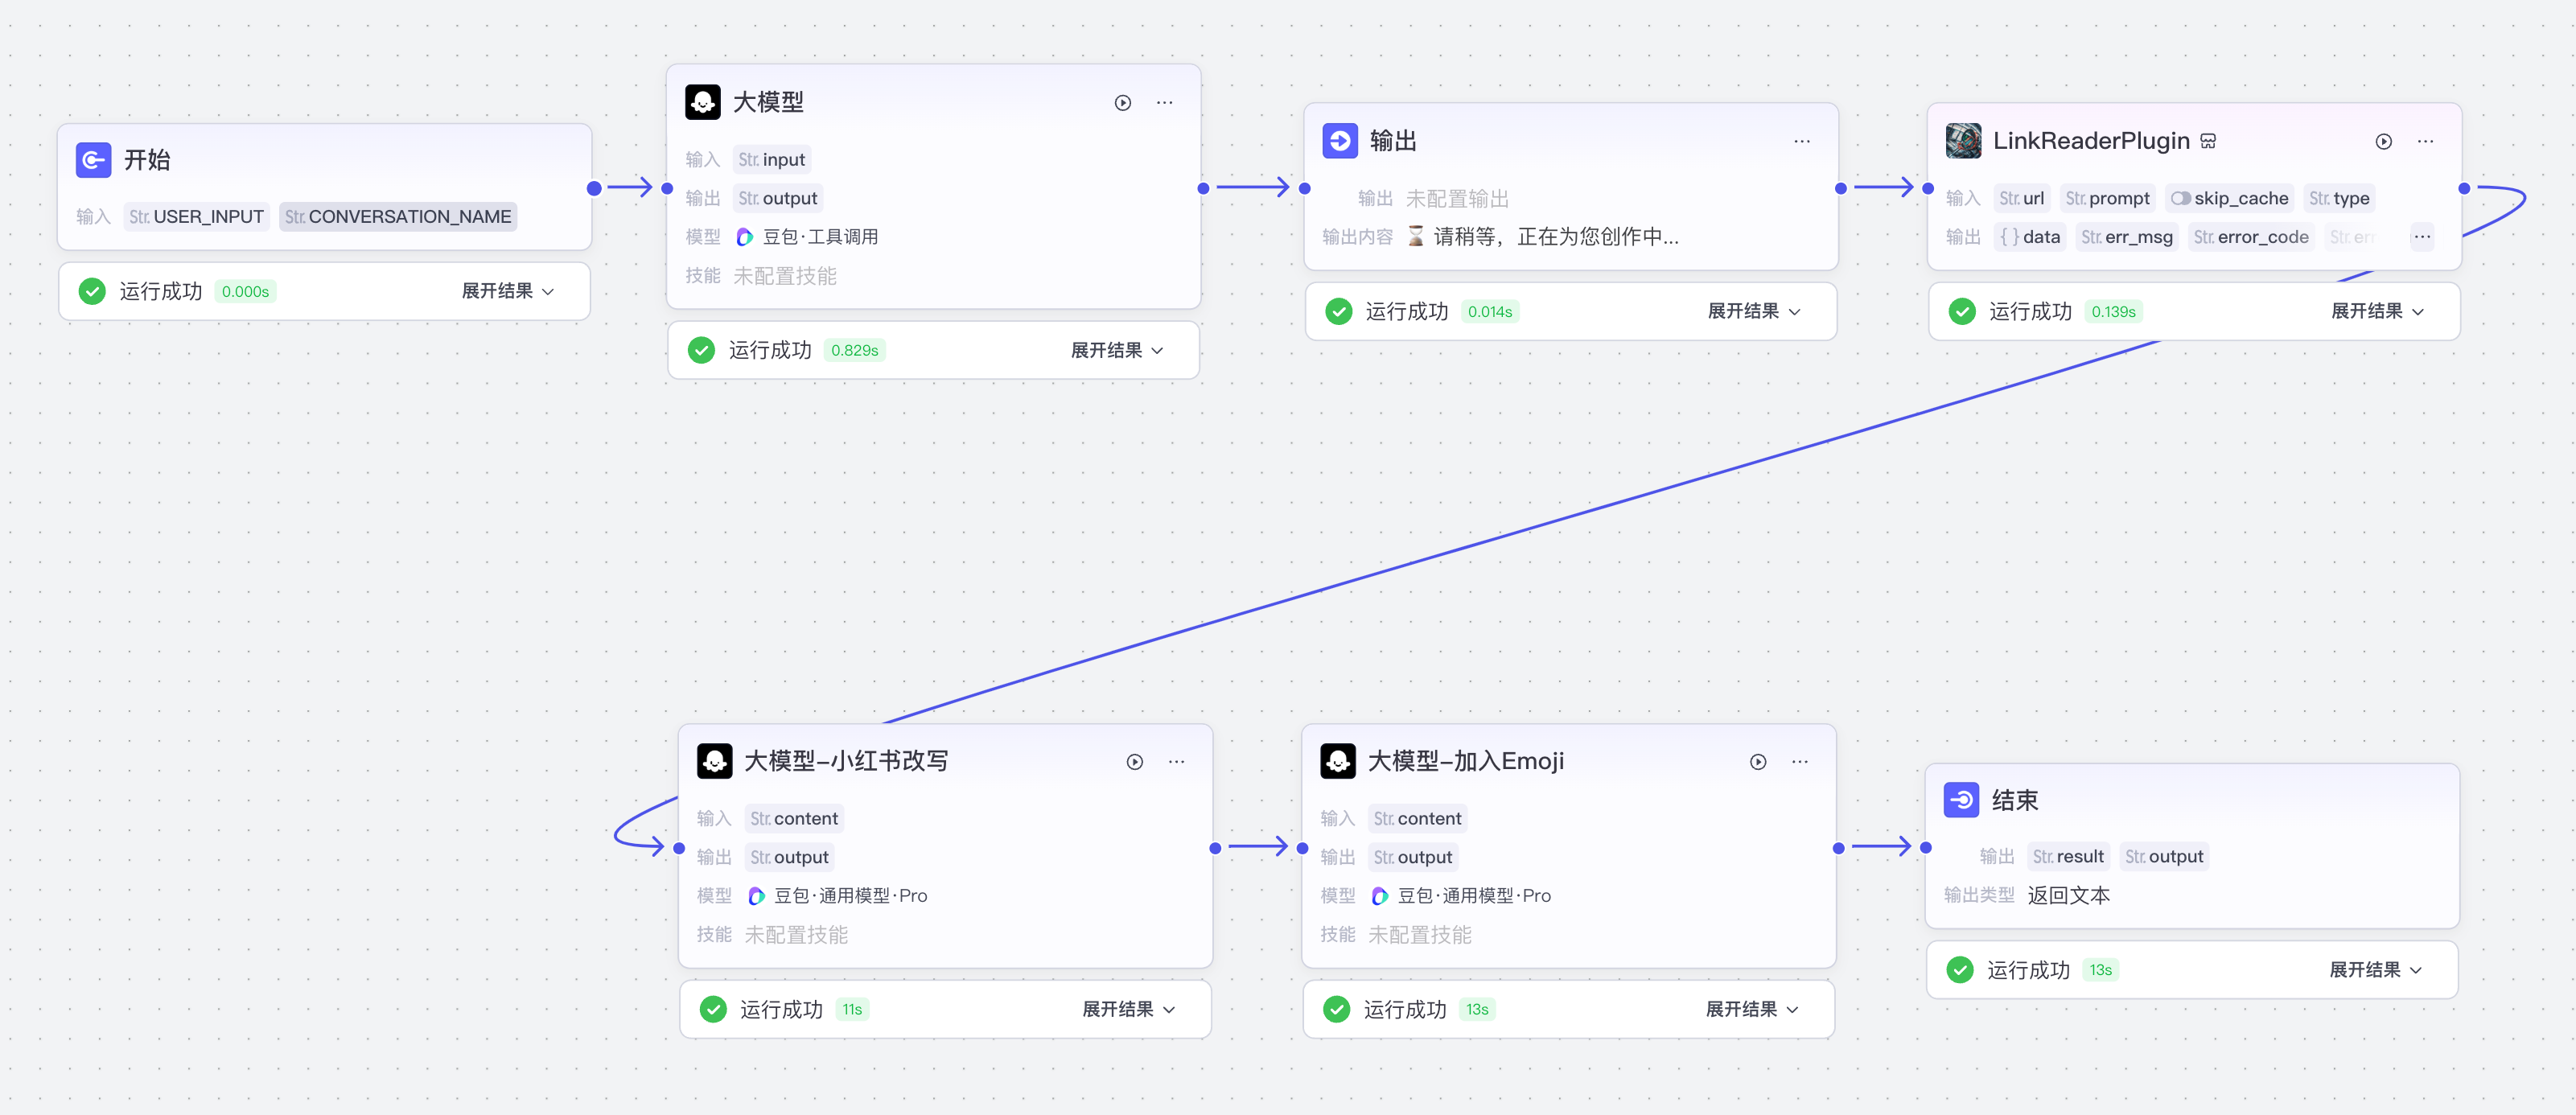 开始
输入 Str. USER_INPUT Str. CONVERSATION_NAME
运行成功 0.000s 展开结果
大模型
输入 Str. input
输出 Str. output
模型 豆包·工具调用
技能 未配置技能
运行成功 0.829s 展开结果
输出
输出 未配置输出
输出内容 ⌛ 请稍等，正在为您创作中...
运行成功 0.014s 展开结果
LinkReaderPlugin
输入 Str. url Str. prompt skip_cache Str. type
输出 { } data Str. err_msg Str. error_code Str. err ...
运行成功 0.139s 展开结果
大模型-小红书改写
输入 Str. content
输出 Str. output
模型 豆包·通用模型·Pro
技能 未配置技能
运行成功 11s 展开结果
大模型-加入Emoji
输入 Str. content
输出 Str. output
模型 豆包·通用模型·Pro
技能 未配置技能
运行成功 13s 展开结果
结束
输出 Str. result Str. output
输出类型 返回文本
运行成功 13s 展开结果